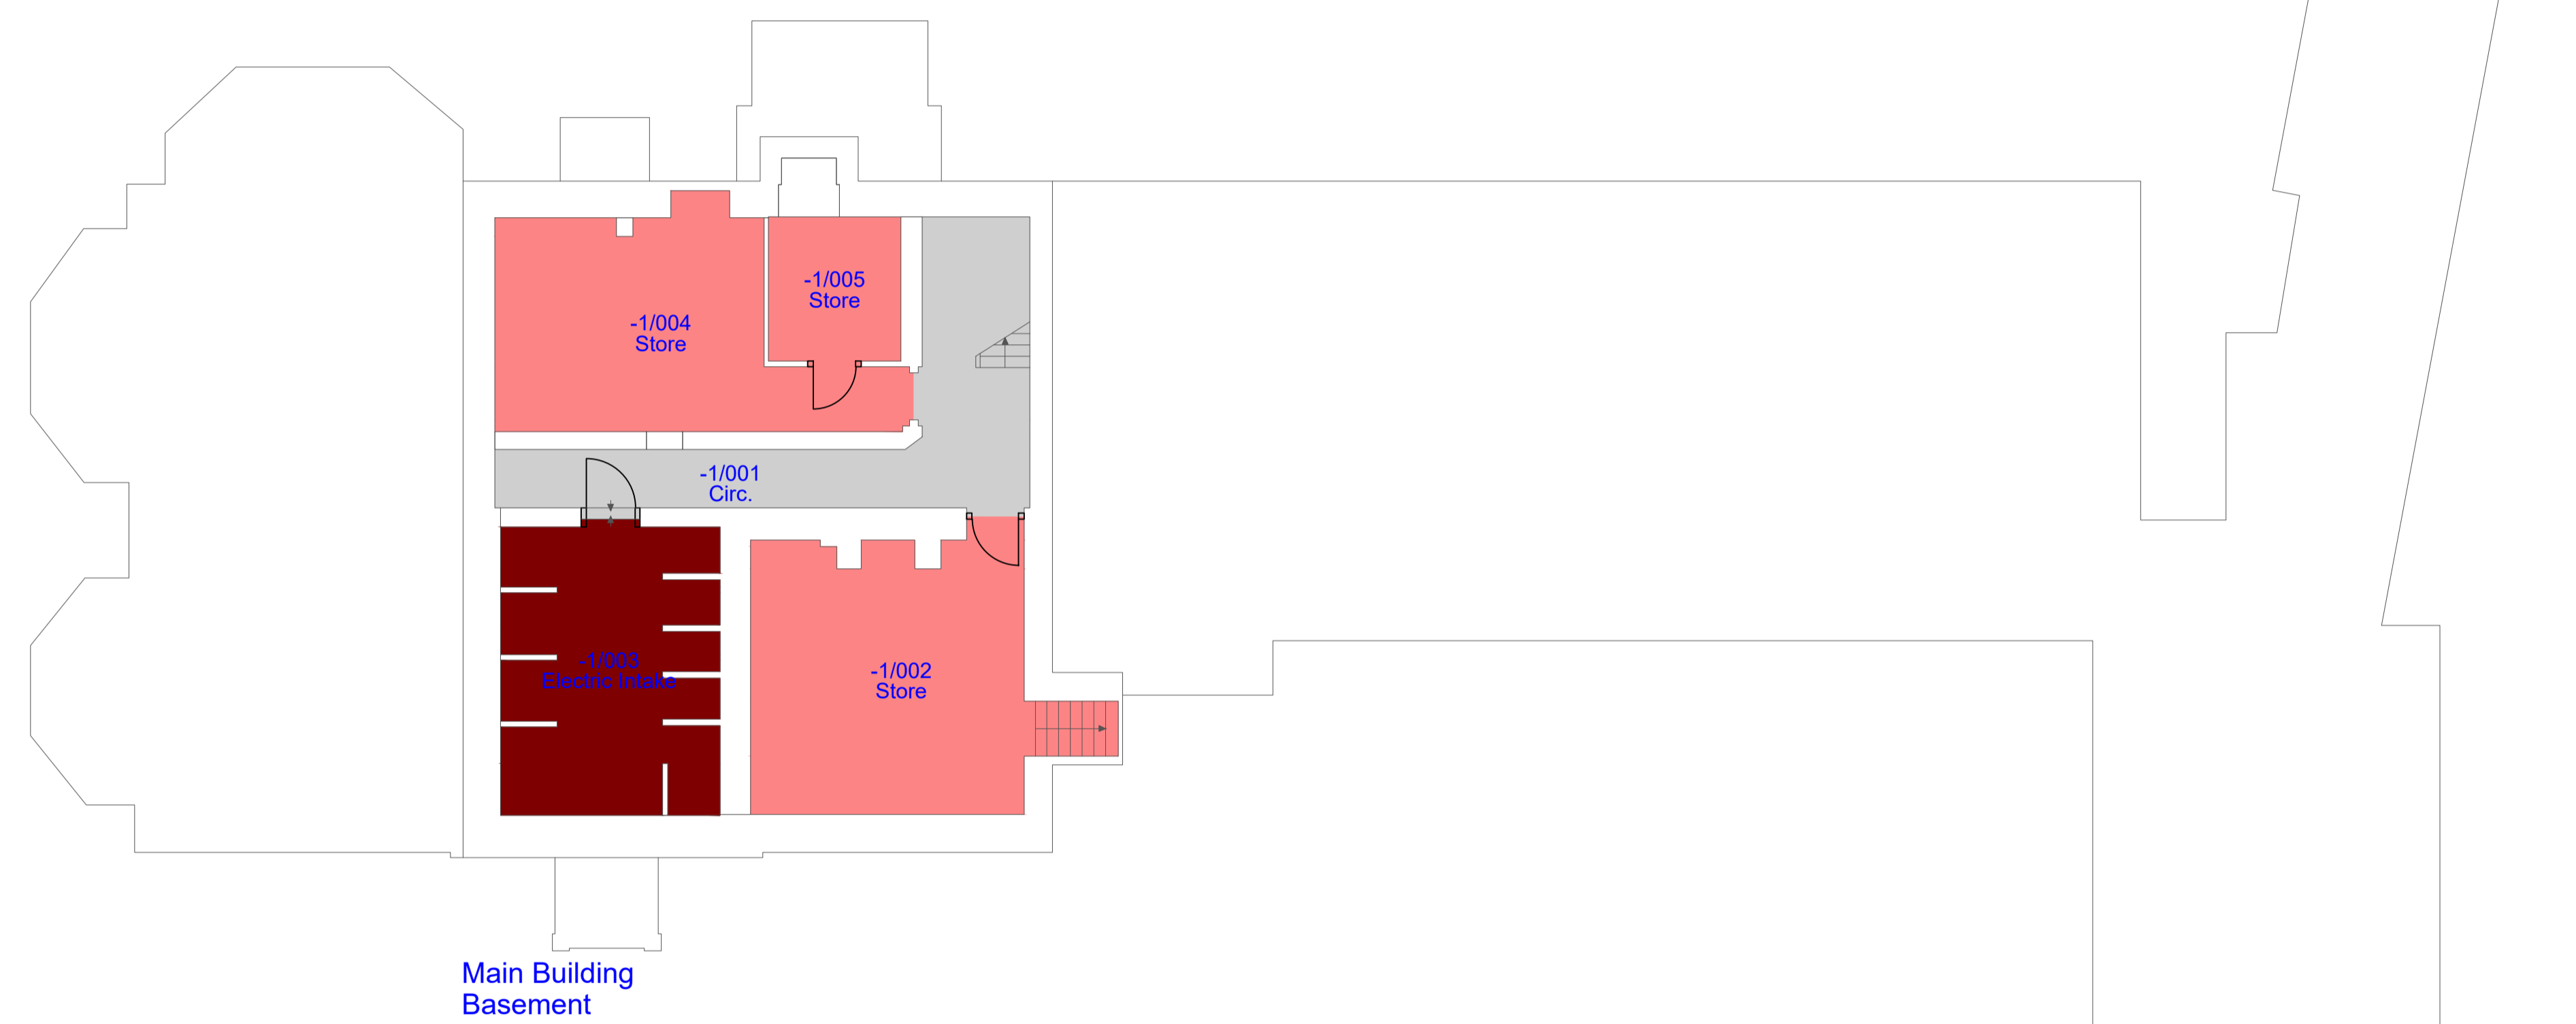 -1/005
Store
-1/004
Store
-1/001
Circ.
-1/003
Electric Intake
-1/002
Store
Main Building
Basement